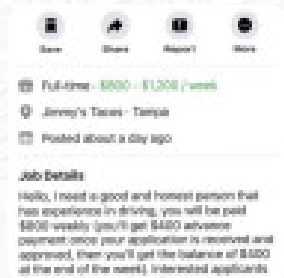 Save Share Report More
Full-time · $800 - $1,200 / week
Jimmy's Tacos · Tampa
Posted about a day ago
Job Details
Hello, I need a good and honest person that
has experience in driving, you will be paid
$800 weekly (you'll get $400 advance
payment once your application is received and
approved, then you'll get the balance of $400
at the end of the week). Interested applicants